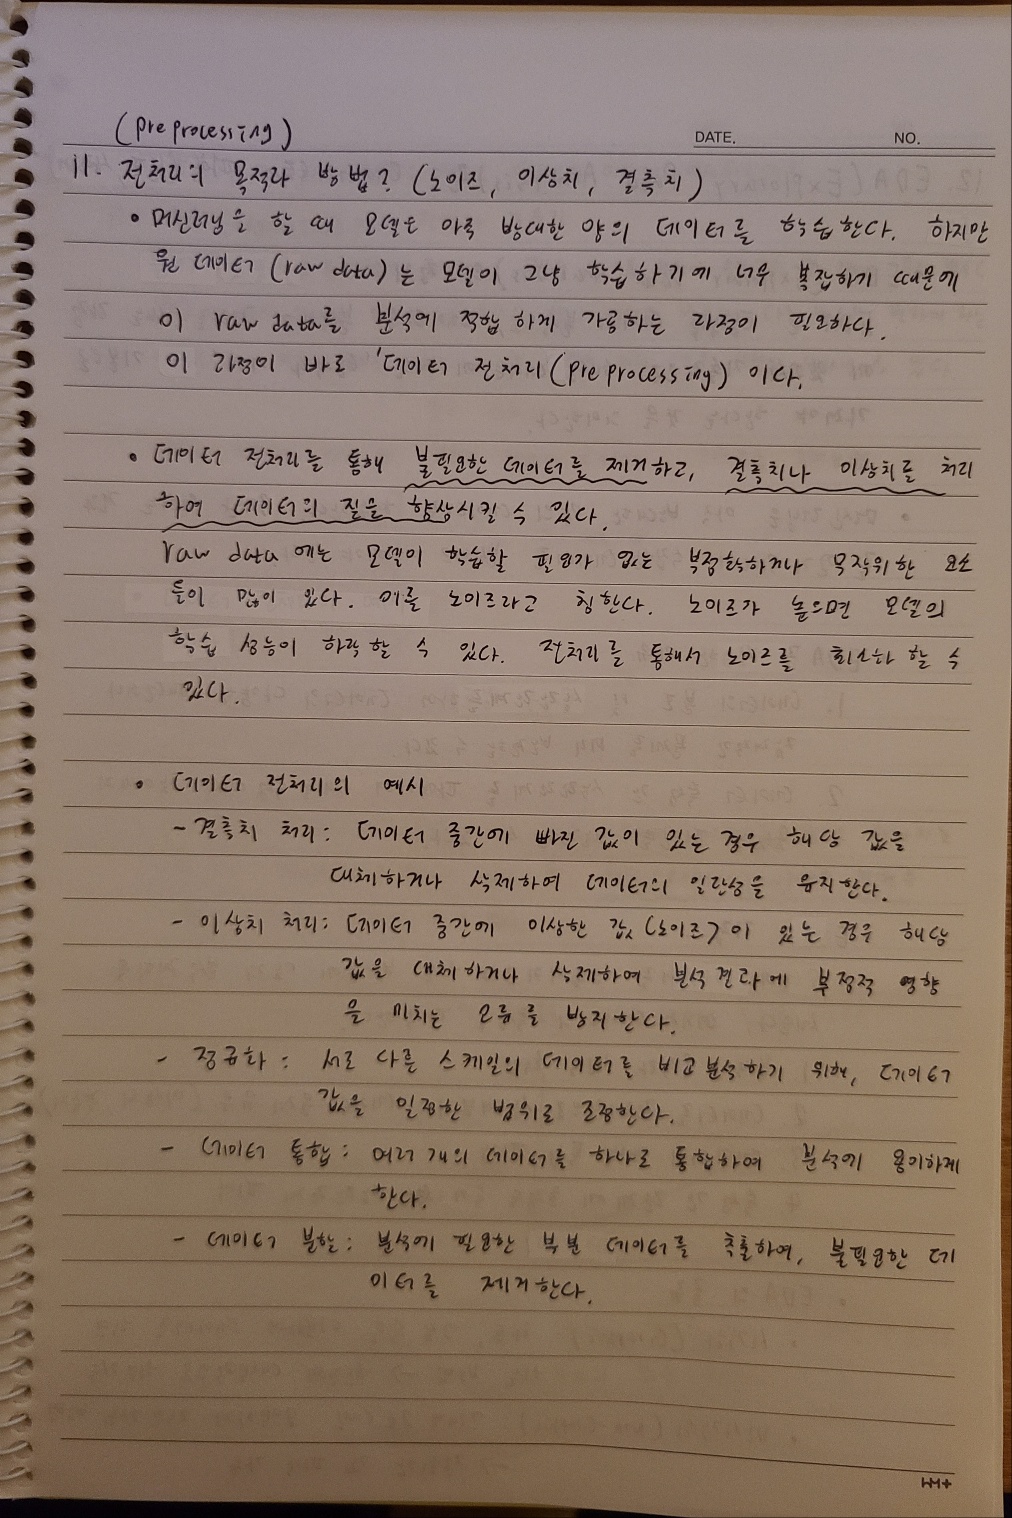 (preprocessing)
DATE. NO.
11. 전처리의 목적과 방법? (노이즈, 이상치, 결측치)
• 머신러닝을 할 때 모델은 아주 방대한 양의 데이터를 학습한다. 하지만
원 데이터 (raw data)는 모델이 그냥 학습하기에 너무 복잡하기 때문에
이 raw data를 분석에 적합하게 가공하는 과정이 필요하다.
이 과정이 바로 '데이터 전처리(preprocessing) 이다.
• 데이터 전처리를 통해 불필요한 데이터를 제거하고, 결측치나 이상치를 처리
하여 데이터의 질을 향상시킬 수 있다.
raw data에는 모델이 학습할 필요가 없는 부정확하거나 무작위한 요소
들이 많이 있다. 이를 노이즈라고 칭한다. 노이즈가 높으면 모델의
학습 성능이 하락할 수 있다. 전처리를 통해서 노이즈를 최소화 할 수
있다.
• 데이터 전처리의 예시
- 결측치 처리: 데이터 중간에 빠진 값이 있는 경우 해당 값을
대체하거나 삭제하여 데이터의 일관성을 유지한다.
- 이상치 처리: 데이터 중간에 이상한 값(노이즈)이 있는 경우 해당
값을 대체하거나 삭제하여 분석결과에 부정적 영향
을 미치는 오류를 방지한다.
- 정규화: 서로 다른 스케일의 데이터를 비교분석하기 위해, 데이터
값을 일정한 범위로 조정한다.
- 데이터 통합: 여러 개의 데이터를 하나로 통합하여 분석에 용이하게
한다.
- 데이터 분할: 분석에 필요한 부분 데이터를 추출하여, 불필요한 데
이터를 제거한다.